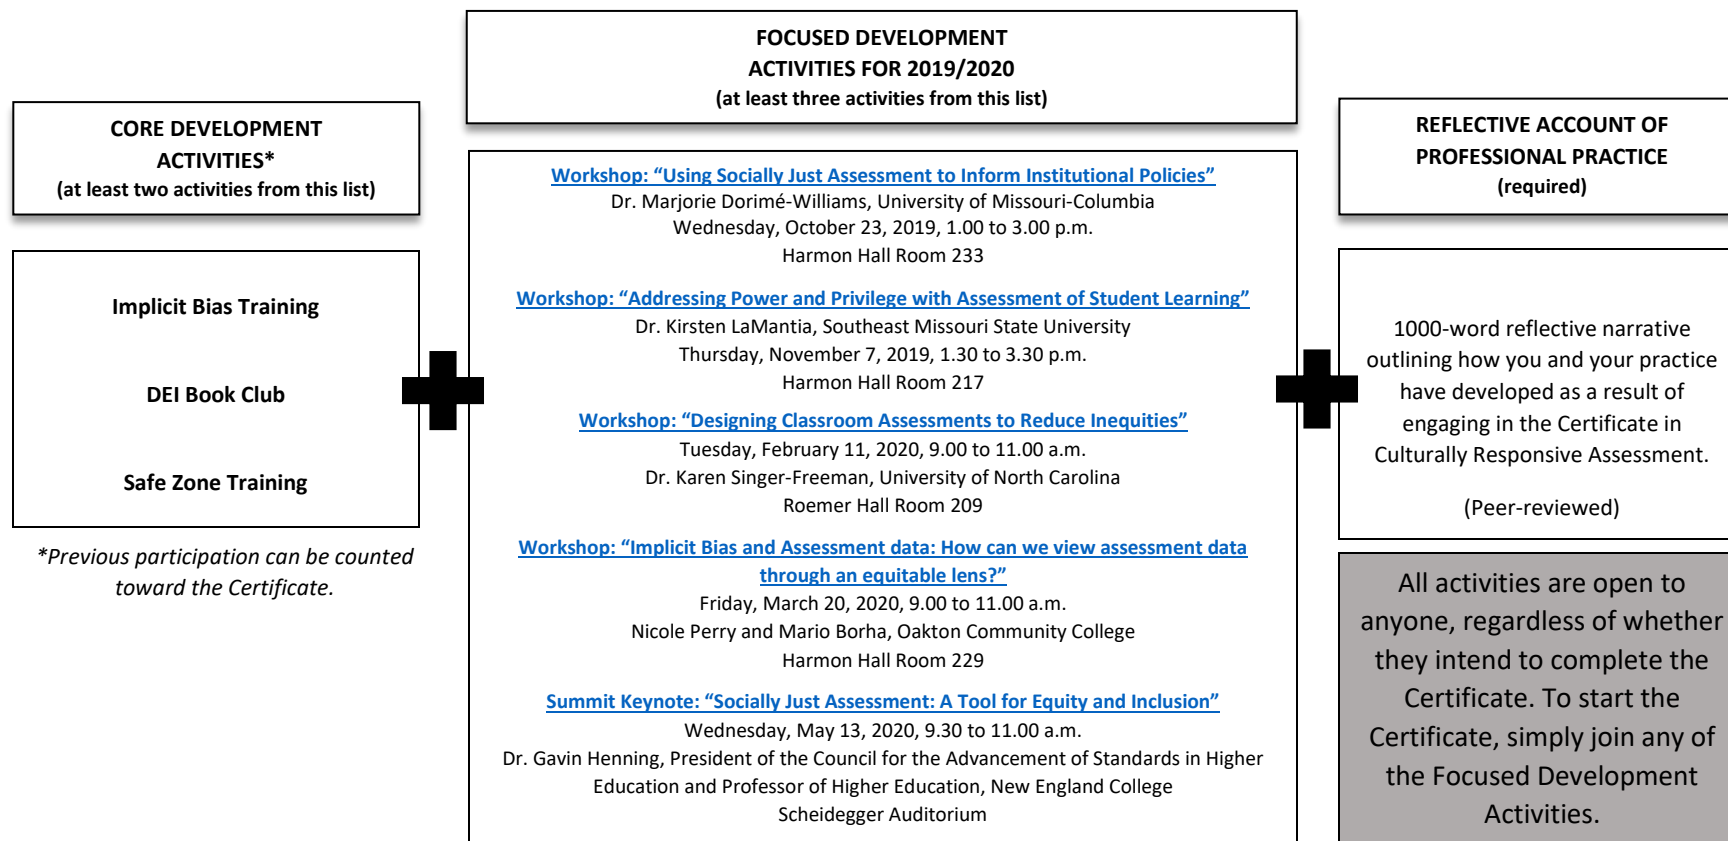 CORE DEVELOPMENT
ACTIVITIES*
(at least two activities from this list)
Implicit Bias Training
DEI Book Club
Safe Zone Training
*Previous participation can be counted
toward the Certificate.
FOCUSED DEVELOPMENT
ACTIVITIES FOR 2019/2020
(at least three activities from this list)
Workshop: “Using Socially Just Assessment to Inform Institutional Policies”
Dr. Marjorie Dorimé-Williams, University of Missouri-Columbia
Wednesday, October 23, 2019, 1.00 to 3.00 p.m.
Harmon Hall Room 233
Workshop: “Addressing Power and Privilege with Assessment of Student Learning”
Dr. Kirsten LaMantia, Southeast Missouri State University
Thursday, November 7, 2019, 1.30 to 3.30 p.m.
Harmon Hall Room 217
Workshop: “Designing Classroom Assessments to Reduce Inequities”
Tuesday, February 11, 2020, 9.00 to 11.00 a.m.
Dr. Karen Singer-Freeman, University of North Carolina
Roemer Hall Room 209
Workshop: “Implicit Bias and Assessment data: How can we view assessment data
through an equitable lens?”
Friday, March 20, 2020, 9.00 to 11.00 a.m.
Nicole Perry and Mario Borha, Oakton Community College
Harmon Hall Room 229
Summit Keynote: “Socially Just Assessment: A Tool for Equity and Inclusion”
Wednesday, May 13, 2020, 9.30 to 11.00 a.m.
Dr. Gavin Henning, President of the Council for the Advancement of Standards in Higher
Education and Professor of Higher Education, New England College
Scheidegger Auditorium
REFLECTIVE ACCOUNT OF
PROFESSIONAL PRACTICE
(required)
1000-word reflective narrative
outlining how you and your practice
have developed as a result of
engaging in the Certificate in
Culturally Responsive Assessment.
(Peer-reviewed)
All activities are open to
anyone, regardless of whether
they intend to complete the
Certificate. To start the
Certificate, simply join any of
the Focused Development
Activities.